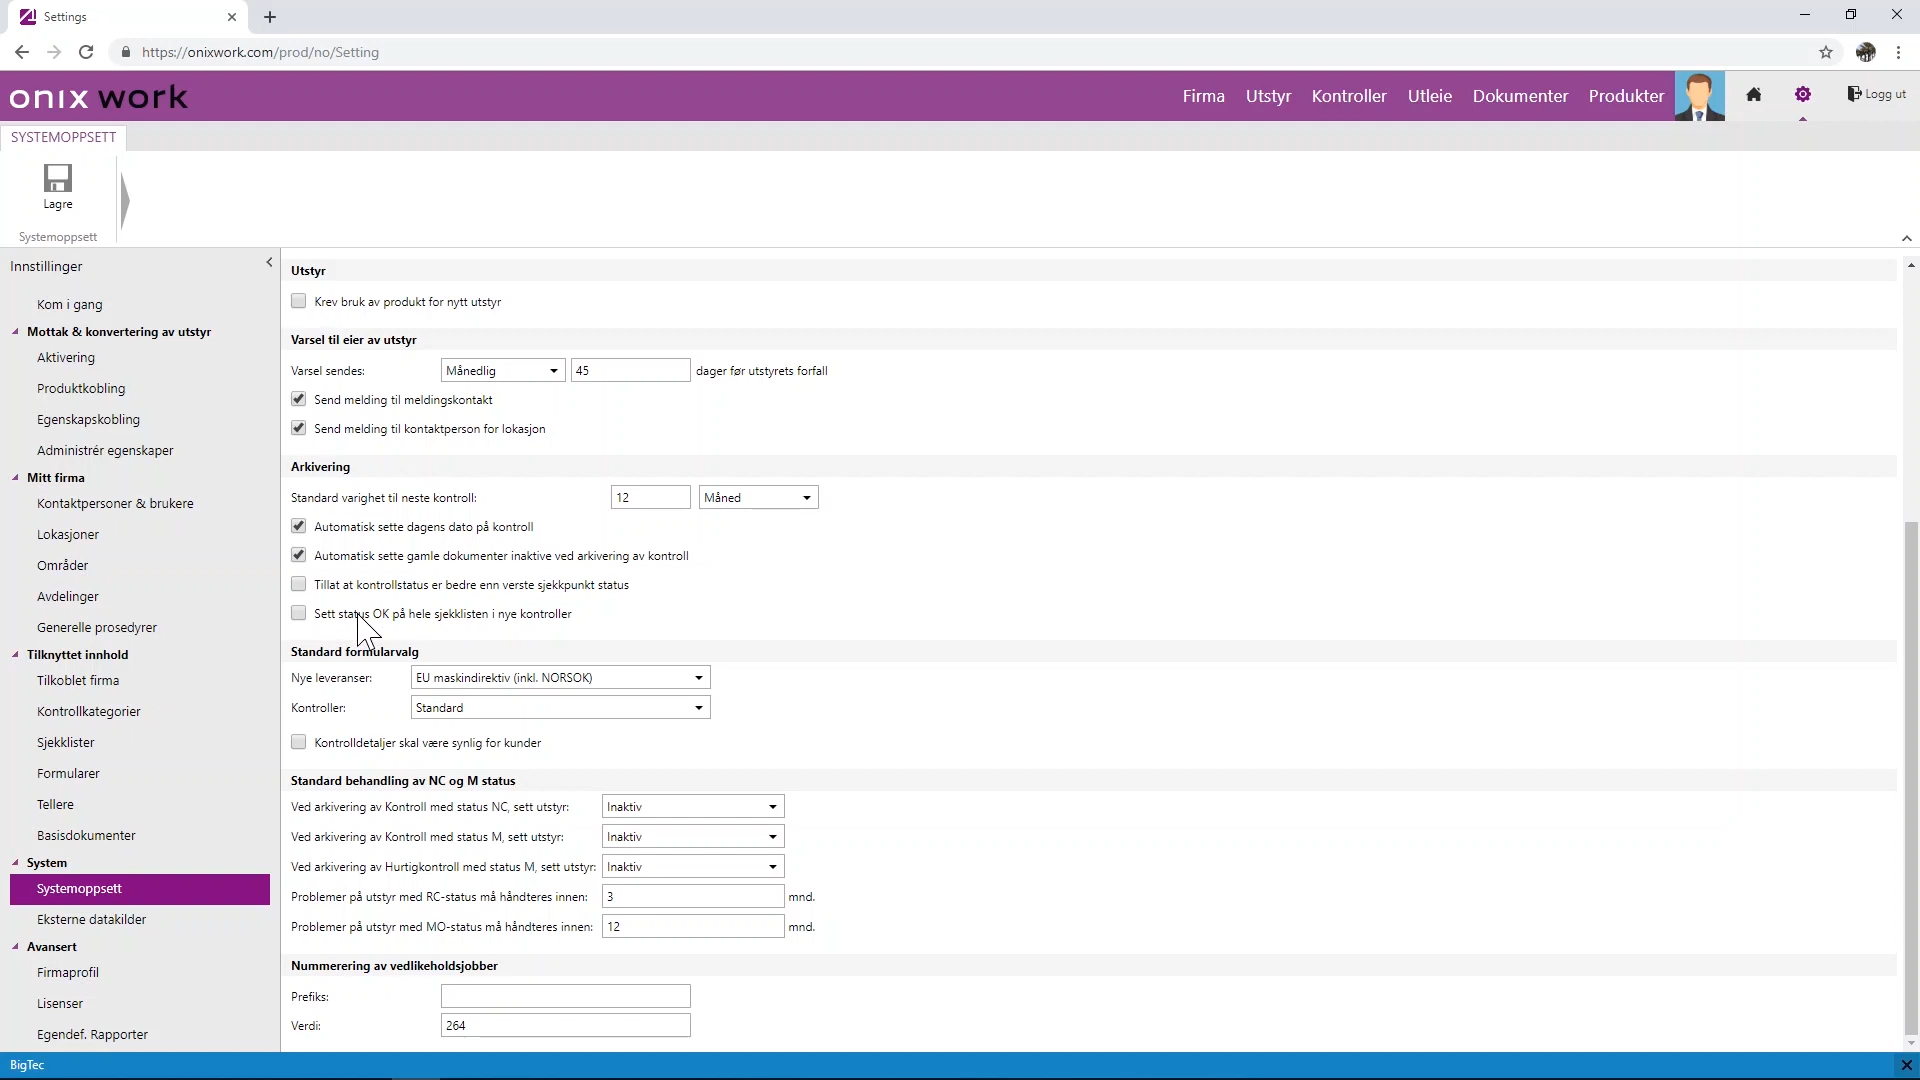 Settings
https://onixwork.com/prod/no/Setting
onix work
Firma Utstyr Kontroller Utleie Dokumenter Produkter Logg ut
SYSTEMOPPSETT
Lagre
Systemoppsett
Innstillinger
Kom i gang
Mottak & konvertering av utstyr
Aktivering
Produktkobling
Egenskapskobling
Administrér egenskaper
Mitt firma
Kontaktpersoner & brukere
Lokasjoner
Områder
Avdelinger
Generelle prosedyrer
Tilknyttet innhold
Tilkoblet firma
Kontrollkategorier
Sjekklister
Formularer
Tellere
Basisdokumenter
System
Systemoppsett
Eksterne datakilder
Avansert
Firmaprofil
Lisenser
Egendef. Rapporter
Utstyr
Krev bruk av produkt for nytt utstyr
Varsel til eier av utstyr
Varsel sendes: Månedlig 45 dager før utstyrets forfall
Send melding til meldingskontakt
Send melding til kontaktperson for lokasjon
Arkivering
Standard varighet til neste kontroll: 12 Måned
Automatisk sette dagens dato på kontroll
Automatisk sette gamle dokumenter inaktive ved arkivering av kontroll
Tillat at kontrollstatus er bedre enn verste sjekkpunkt status
Sett status OK på hele sjekklisten i nye kontroller
Standard formularvalg
Nye leveranser: EU maskindirektiv (inkl. NORSOK)
Kontroller: Standard
Kontrolldetaljer skal være synlig for kunder
Standard behandling av NC og M status
Ved arkivering av Kontroll med status NC, sett utstyr: Inaktiv
Ved arkivering av Kontroll med status M, sett utstyr: Inaktiv
Ved arkivering av Hurtigkontroll med status M, sett utstyr: Inaktiv
Problemer på utstyr med RC-status må håndteres innen: 3 mnd.
Problemer på utstyr med MO-status må håndteres innen: 12 mnd.
Nummerering av vedlikeholdsjobber
Prefiks:
Verdi: 264
BigTec